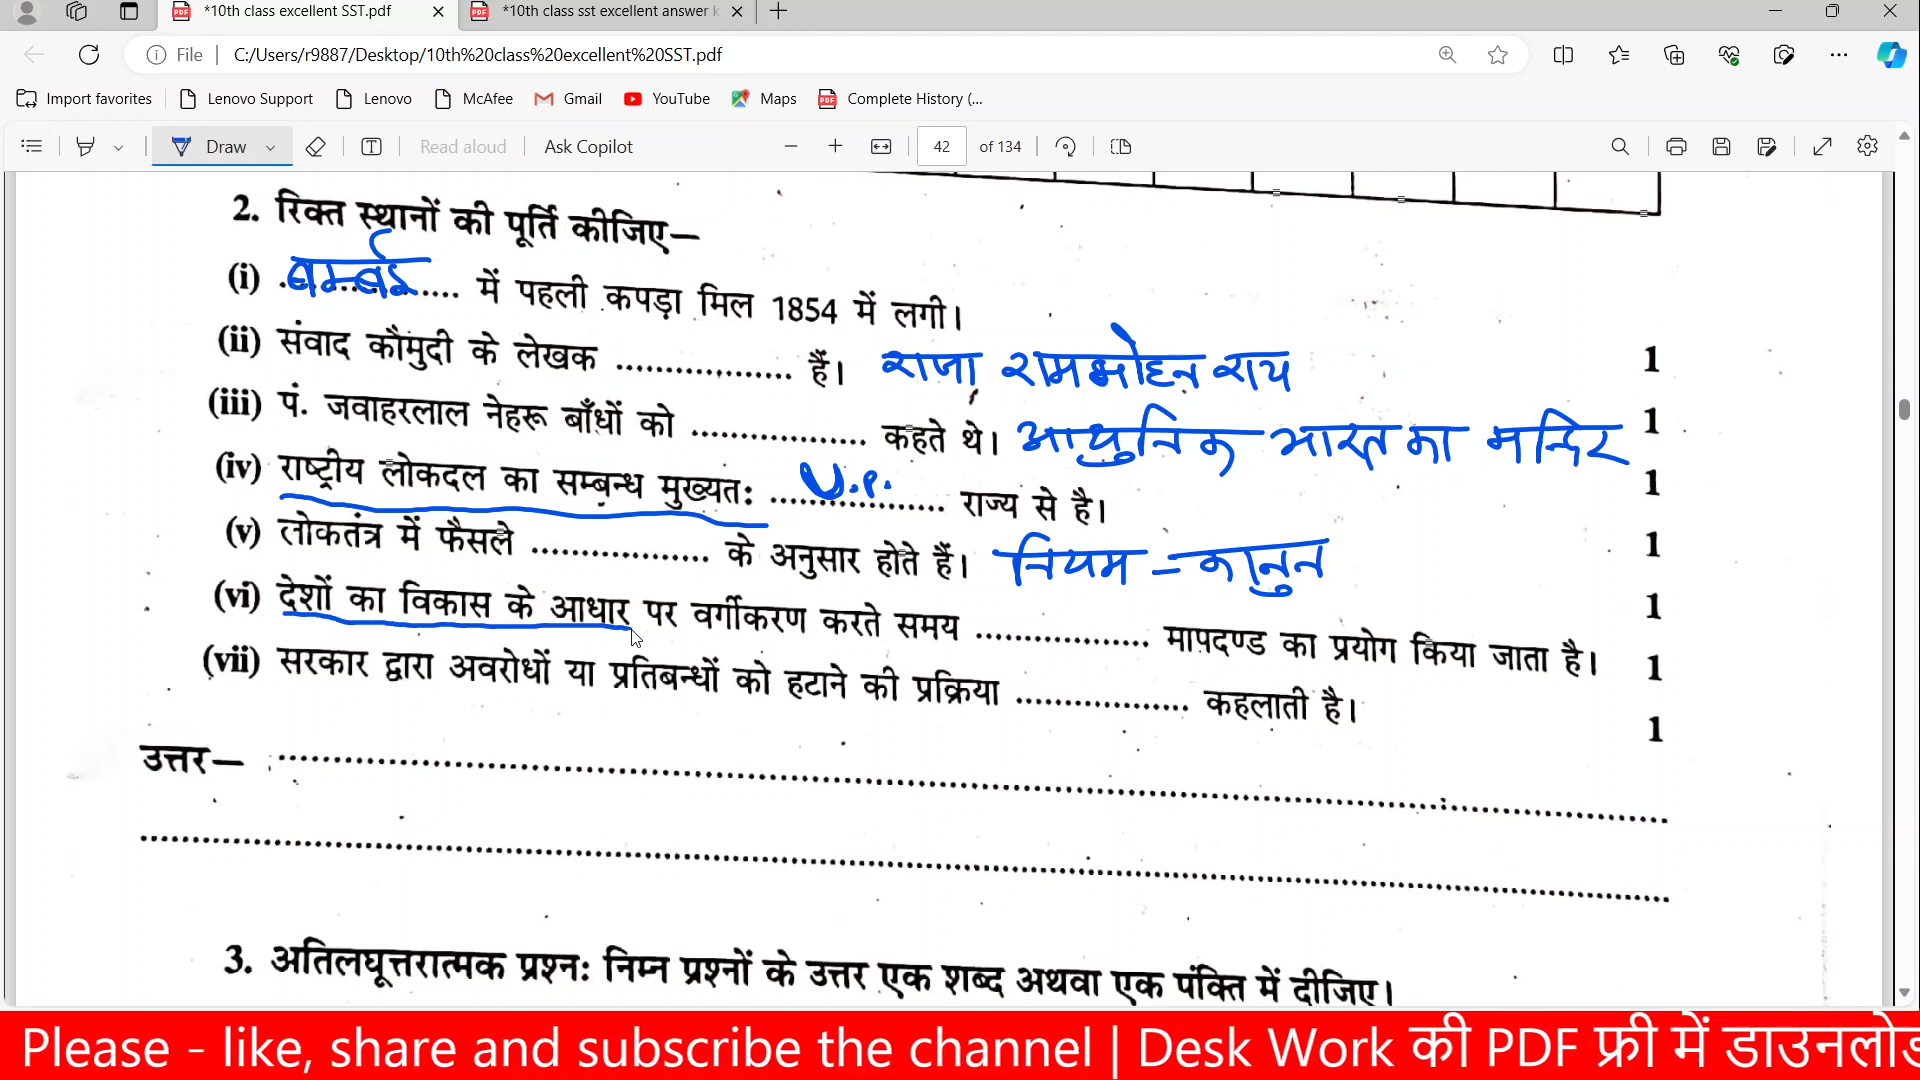 *10th class excellent SST.pdf
*10th class sst excellent answer k
File C:/Users/r9887/Desktop/10th%20class%20excellent%20SST.pdf
Import favorites Lenovo Support Lenovo McAfee Gmail YouTube Maps Complete History (...
Draw Read aloud Ask Copilot 42 of 134
2. रिक्त स्थानों की पूर्ति कीजिए—
(i) बम्बई .................. में पहली कपड़ा मिल 1854 में लगी। 1
(ii) संवाद कौमुदी के लेखक .................. हैं। राजा राममोहन राय 1
(iii) पं. जवाहरलाल नेहरू बाँधों को .................. कहते थे। आधुनिक भारत का मन्दिर 1
(iv) राष्ट्रीय लोकदल का सम्बन्ध मुख्यतः .................. U.P. राज्य से है। 1
(v) लोकतंत्र में फैसले .................. के अनुसार होते हैं। नियम – कानुन 1
(vi) देशों का विकास के आधार पर वर्गीकरण करते समय .................. मापदण्ड का प्रयोग किया जाता है। 1
(vii) सरकार द्वारा अवरोधों या प्रतिबन्धों को हटाने की प्रक्रिया .................. कहलाती है। 1
उत्तर—
3. अतिलघूत्तरात्मक प्रश्न: निम्न प्रश्नों के उत्तर एक शब्द अथवा एक पंक्ति में दीजिए।
Please - like, share and subscribe the channel | Desk Work की PDF फ्री में डाउनलोड